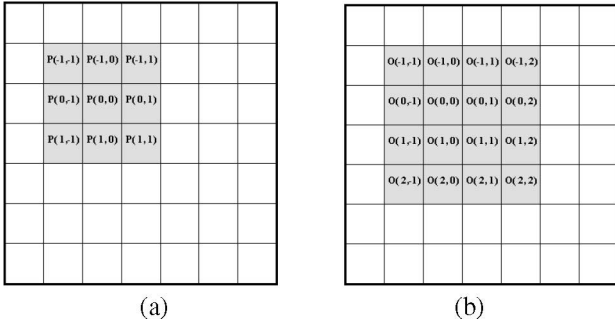 P(-1,-1) P(-1,0) P(-1,1)
P(0,-1) P(0,0) P(0,1)
P(1,-1) P(1,0) P(1,1)
(a)
O(-1,-1) O(-1,0) O(-1,1) O(-1,2)
O(0,-1) O(0,0) O(0,1) O(0,2)
O(1,-1) O(1,0) O(1,1) O(1,2)
O(2,-1) O(2,0) O(2,1) O(2,2)
(b)